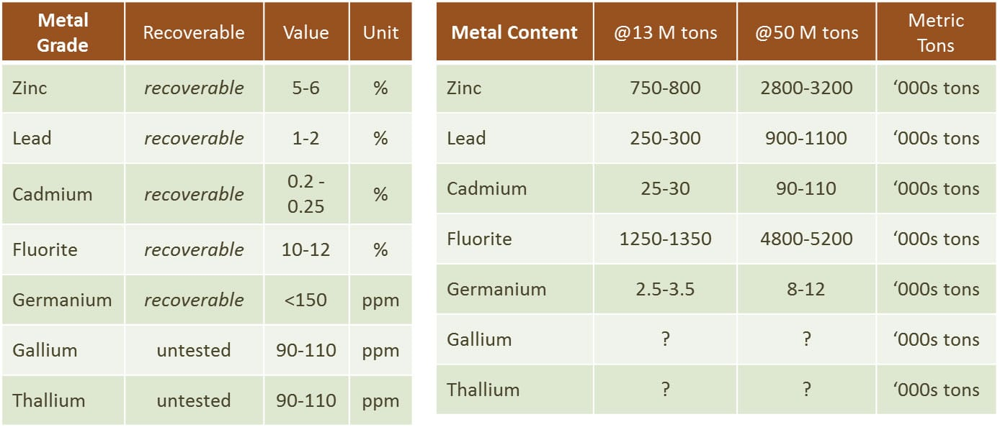 Metal Grade Recoverable Value Unit
Zinc recoverable 5-6 %
Lead recoverable 1-2 %
Cadmium recoverable 0.2 - 0.25 %
Fluorite recoverable 10-12 %
Germanium recoverable <150 ppm
Gallium untested 90-110 ppm
Thallium untested 90-110 ppm
Metal Content @13 M tons @50 M tons Metric Tons
Zinc 750-800 2800-3200 ‘000s tons
Lead 250-300 900-1100 ‘000s tons
Cadmium 25-30 90-110 ‘000s tons
Fluorite 1250-1350 4800-5200 ‘000s tons
Germanium 2.5-3.5 8-12 ‘000s tons
Gallium ? ? ‘000s tons
Thallium ? ? ‘000s tons